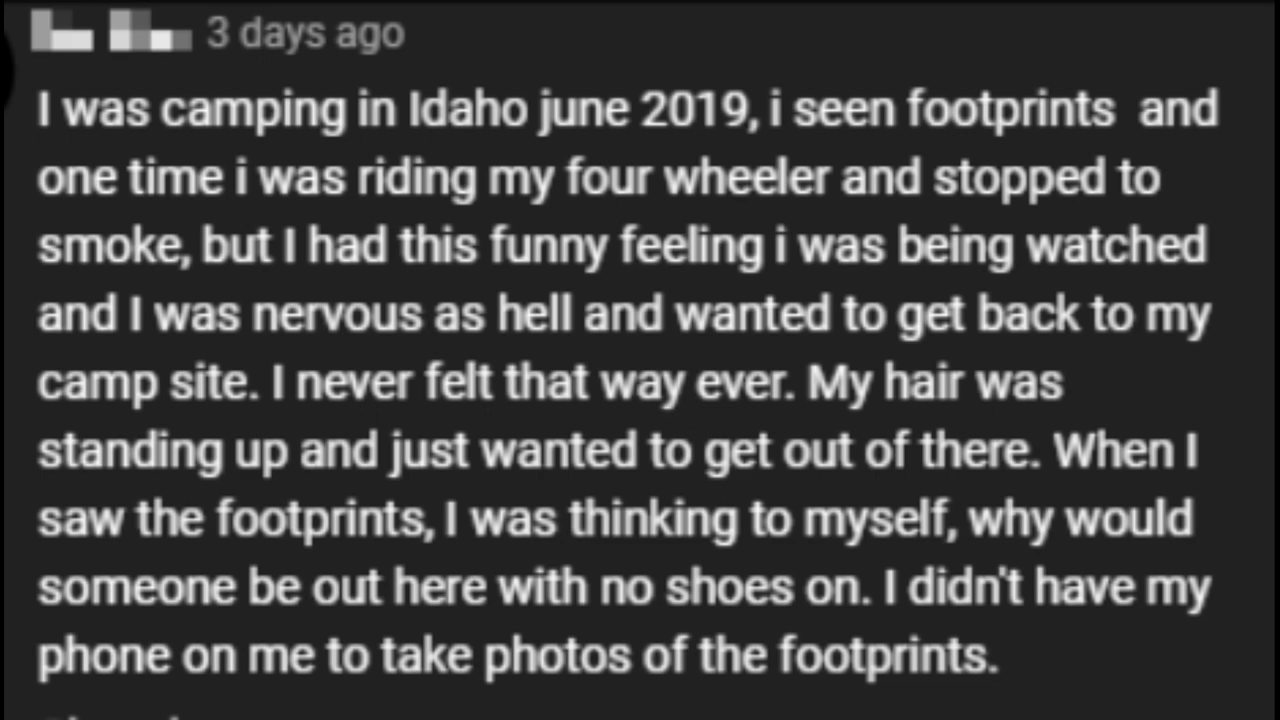 3 days ago
I was camping in Idaho june 2019, i seen footprints  and
one time i was riding my four wheeler and stopped to
smoke, but I had this funny feeling i was being watched
and I was nervous as hell and wanted to get back to my
camp site. I never felt that way ever. My hair was
standing up and just wanted to get out of there. When I
saw the footprints, I was thinking to myself, why would
someone be out here with no shoes on. I didn't have my
phone on me to take photos of the footprints.